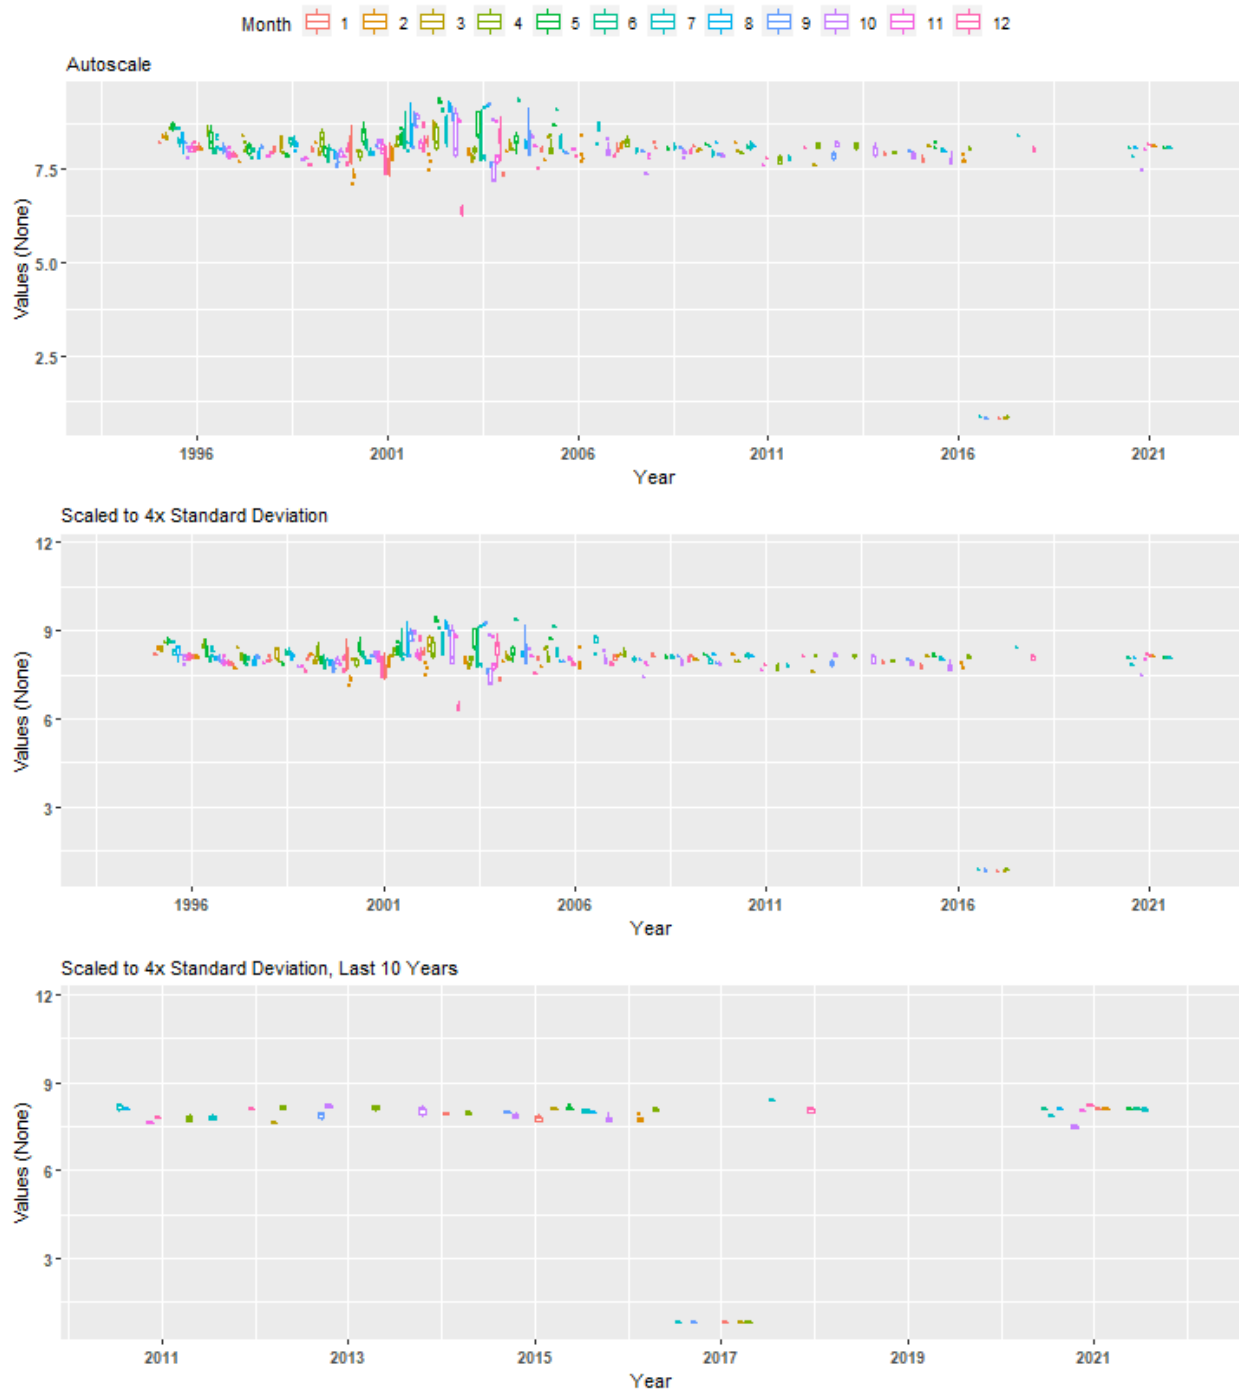 Month 1 2 3 4 5 6 7 8 9 10 11 12
Autoscale
Values (None)
7.5
5.0
2.5
1996 2001 2006 2011 2016 2021
Year
Scaled to 4x Standard Deviation
Values (None)
12
9
6
3
1996 2001 2006 2011 2016 2021
Year
Scaled to 4x Standard Deviation, Last 10 Years
Values (None)
12
9
6
3
2011 2013 2015 2017 2019 2021
Year